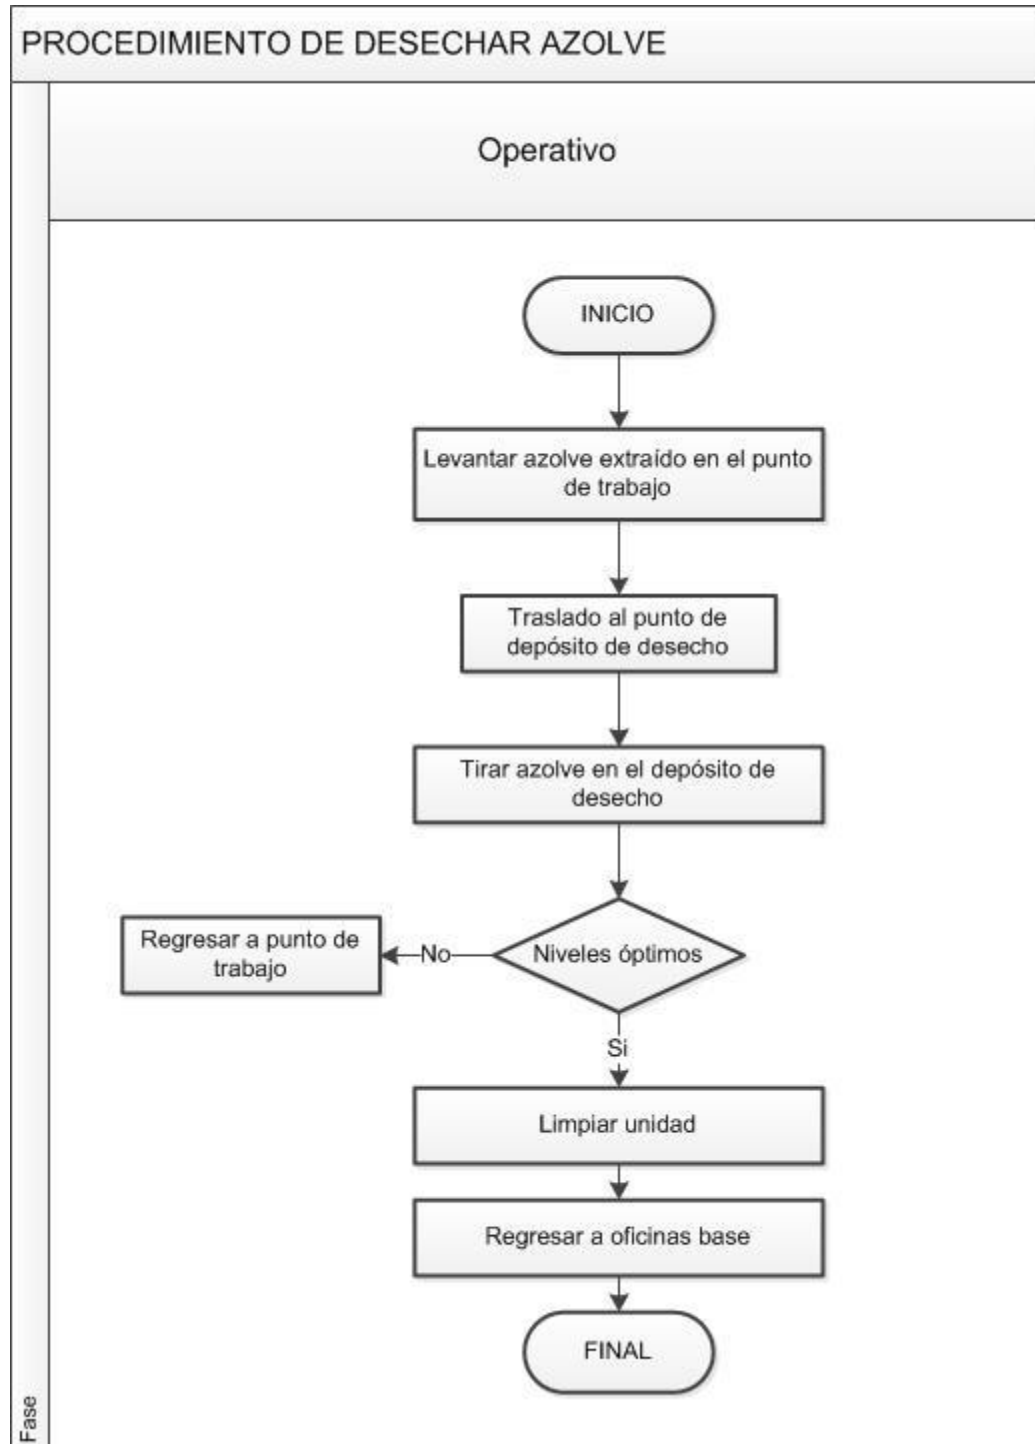 PROCEDIMIENTO DE DESECHAR AZOLVE
Operativo
INICIO
Levantar azolve extraído en el punto
de trabajo
Traslado al punto de
depósito de desecho
Tirar azolve en el depósito de
desecho
Regresar a punto de
trabajo
No
Niveles óptimos
Si
Limpiar unidad
Regresar a oficinas base
FINAL
Fase